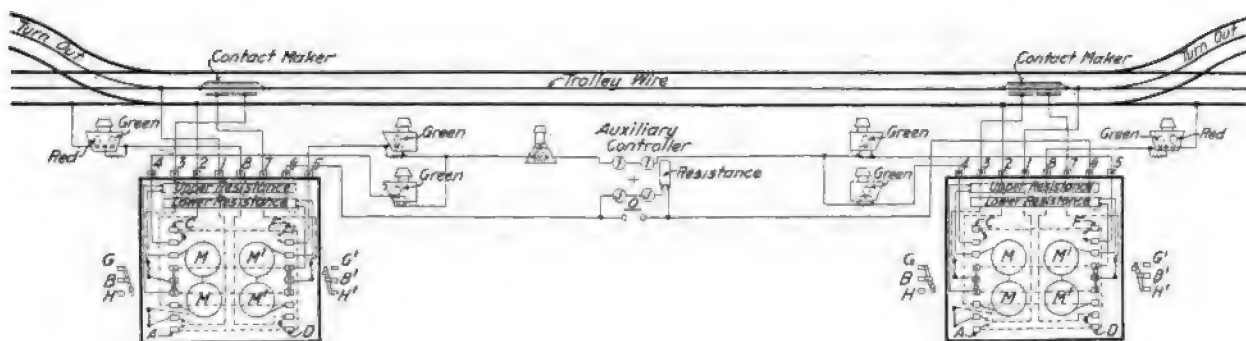 Turn Out
Contact Maker
Trolley Wire
Contact Maker
Turn Out
Green
Red
Green
Green
Auxiliary Controller
Resistance
Green
Green
Green
Red
4 3 2 1 8 7 6 5
Upper Resistance
Lower Resistance
C F
M M'
M M'
A D
G
B
H
G'
B'
H'
4 3 2 1 8 7 6 5
Upper Resistance
Lower Resistance
C F
M M'
M M'
A D
G
B
H
G'
B'
H'